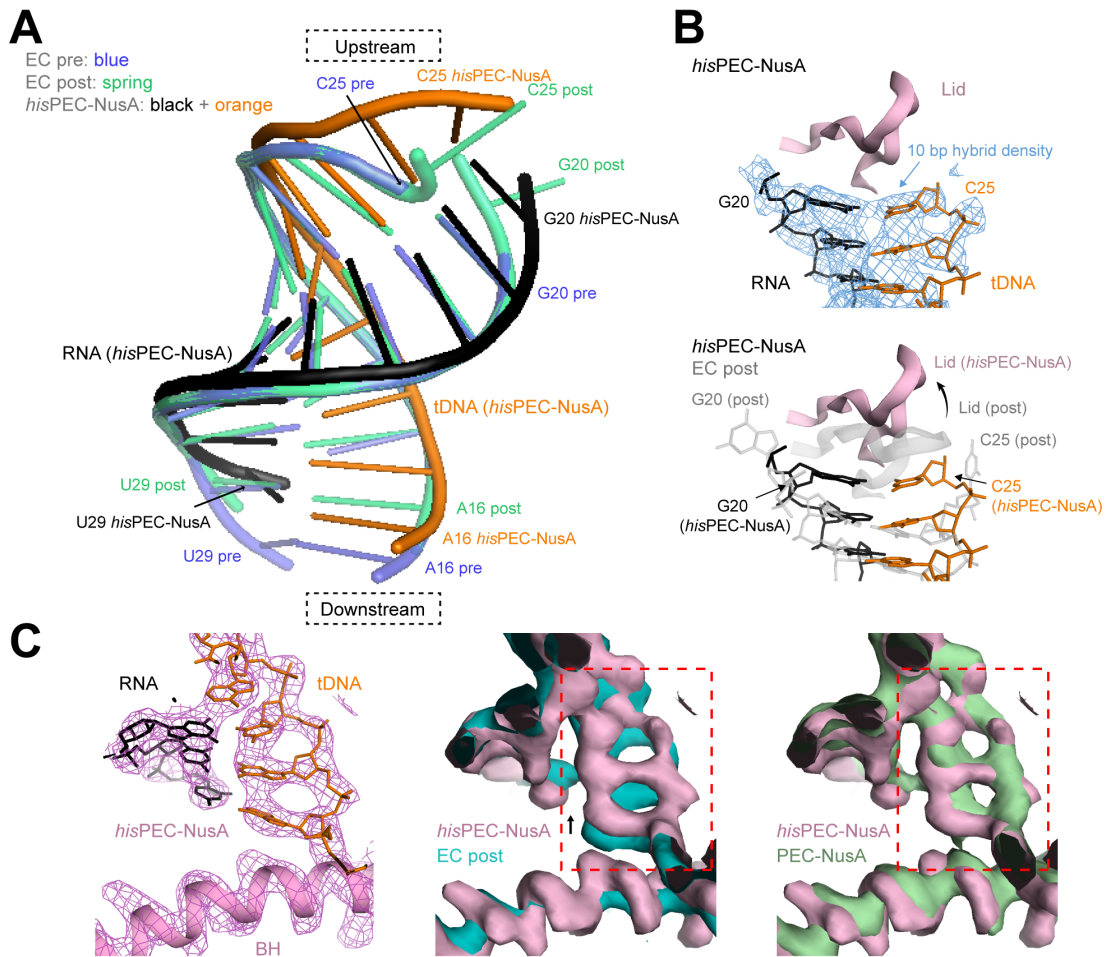 A
EC pre: blue
EC post: spring
hisPEC-NusA: black + orange
Upstream
C25 pre
C25 hisPEC-NusA
C25 post
G20 post
G20 hisPEC-NusA
G20 pre
RNA (hisPEC-NusA)
tDNA (hisPEC-NusA)
U29 post
U29 hisPEC-NusA
U29 pre
A16 post
A16 hisPEC-NusA
A16 pre
Downstream
B
hisPEC-NusA
Lid
10 bp hybrid density
G20
C25
RNA
tDNA
hisPEC-NusA
EC post
Lid (hisPEC-NusA)
G20 (post)
Lid (post)
C25 (post)
G20
(hisPEC-NusA)
C25
(hisPEC-NusA)
C
RNA
tDNA
hisPEC-NusA
BH
hisPEC-NusA
EC post
hisPEC-NusA
PEC-NusA